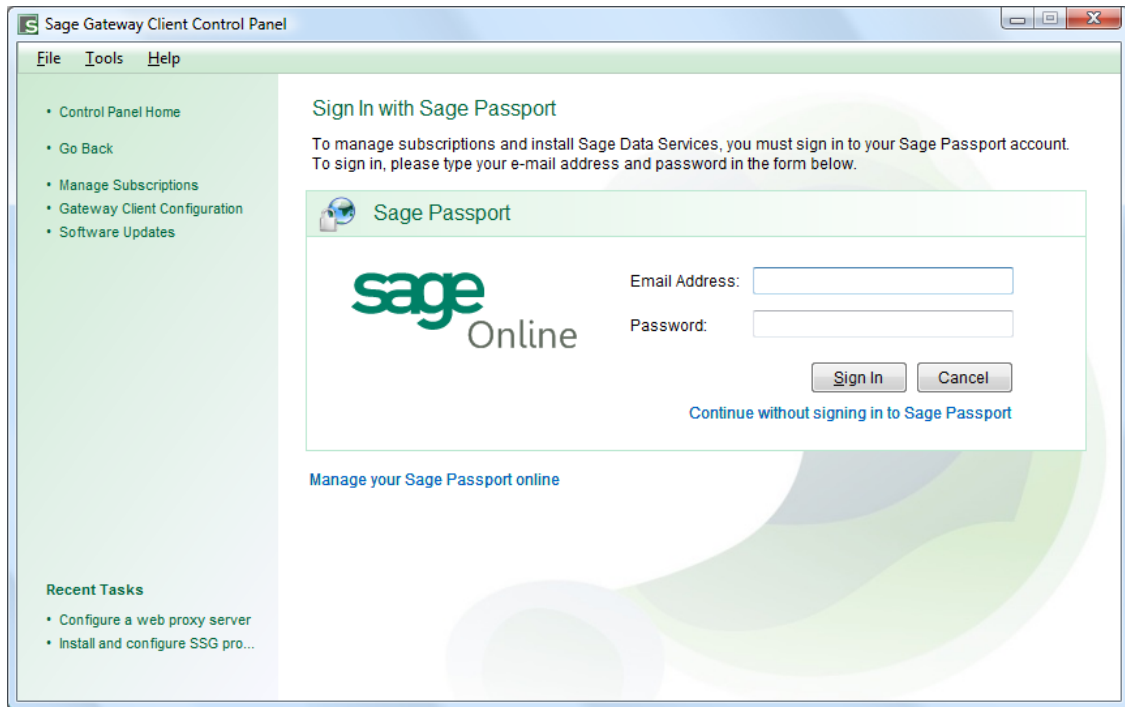 Sage Gateway Client Control Panel
File Tools Help
• Control Panel Home
• Go Back
• Manage Subscriptions
• Gateway Client Configuration
• Software Updates
Recent Tasks
• Configure a web proxy server
• Install and configure SSG pro...
Sign In with Sage Passport
To manage subscriptions and install Sage Data Services, you must sign in to your Sage Passport account.
To sign in, please type your e-mail address and password in the form below.
Sage Passport
sage
Online
Email Address:
Password:
Sign In Cancel
Continue without signing in to Sage Passport
Manage your Sage Passport online